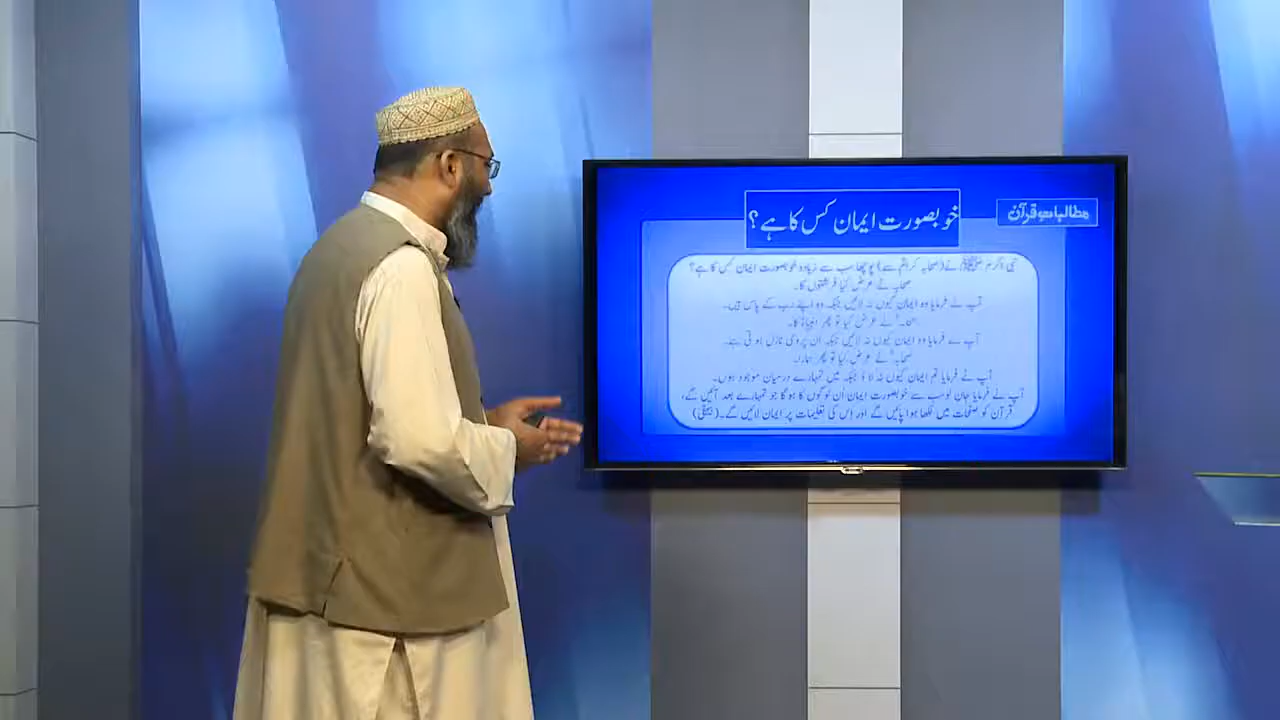 خوبصورت ایمان کس کا ہے؟
مطالباتِ قرآن
نبی اکرم ﷺ نے (صحابہ کرامؓ سے) پوچھا سب سے زیادہ خوبصورت ایمان کس کا ہے؟
صحابہ نے عرض کیا فرشتوں کا۔
آپ نے فرمایا وہ ایمان کیوں نہ لائیں جبکہ وہ اپنے رب کے پاس ہیں۔
نے عرض کیا تو پھر انبیاءؑ کا۔
آپ نے فرمایا وہ ایمان کیوں نہ لائیں جبکہ ان پر وحی نازل ہوتی ہے۔
صحابہؓ نے عرض کیا تو پھر ہمارا۔
آپ نے فرمایا تم ایمان کیوں نہ لاؤ جبکہ میں تمہارے درمیان موجود ہوں۔
آپ نے فرمایا جان لو سب سے خوبصورت ایمان ان لوگوں کا ہوگا جو تمہارے بعد آئیں گے،
قرآن کو صفحات میں لکھا ہوا پائیں گے اور اس کی تعلیمات پر ایمان لائیں گے۔ (بیہقی)